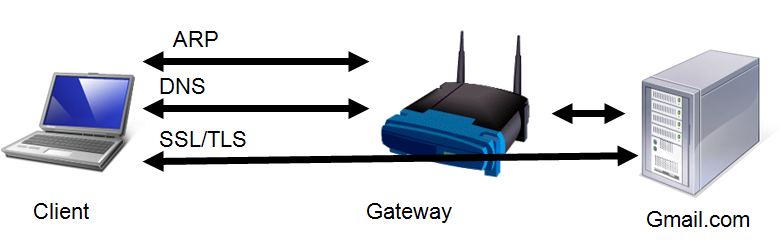 ARP
DNS
SSL/TLS
Client
Gateway
Gmail.com